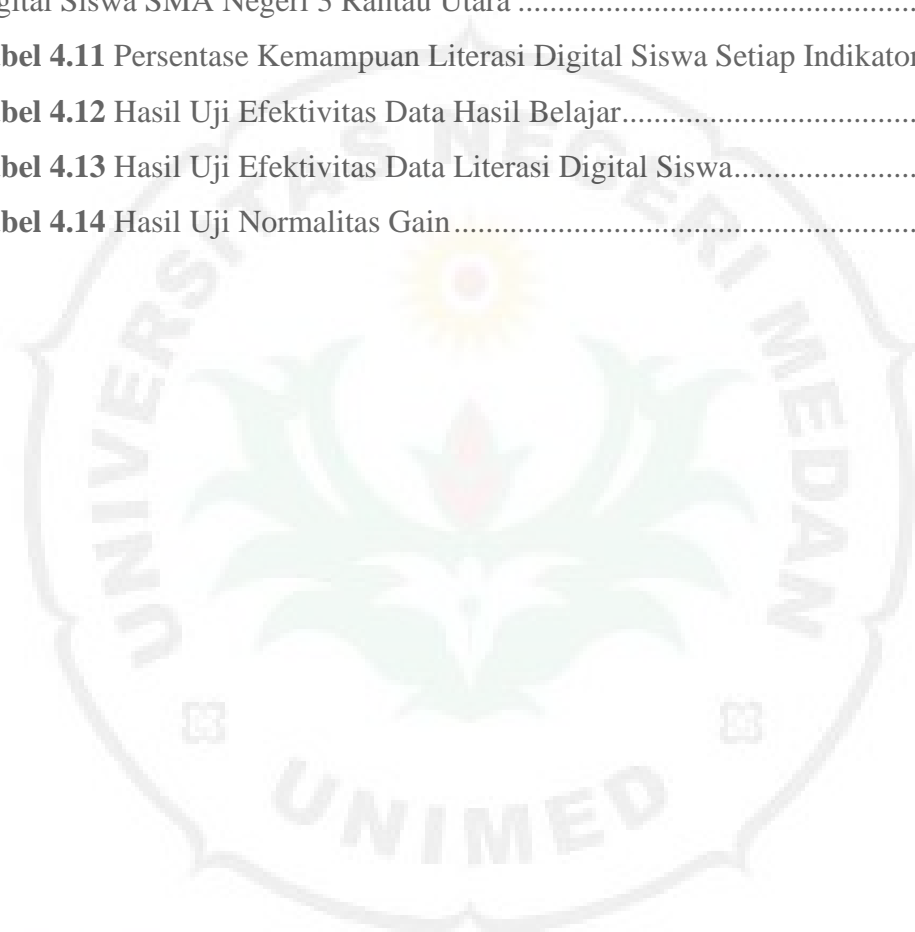 gital Siswa SMA Negeri 3 Rantau Utara ................................................
bel 4.11 Persentase Kemampuan Literasi Digital Siswa Setiap Indikator
bel 4.12 Hasil Uji Efektivitas Data Hasil Belajar.....................................
bel 4.13 Hasil Uji Efektivitas Data Literasi Digital Siswa.......................
bel 4.14 Hasil Uji Normalitas Gain..........................................................
UNIVERSITAS NEGERI MEDAN
UNIMED